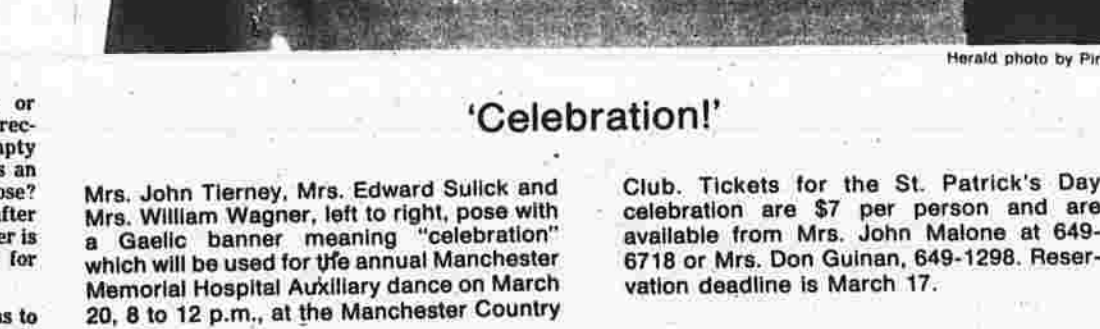 Herald photo by
or
rec-
'Celebration!'
s an
fter
er is
for
s to
Mrs. John Tierney, Mrs. Edward Sulick and
Mrs. William Wagner, left to right, pose with
a Gaelic banner meaning "celebration"
which will be used for the annual Manchester
Memorial Hospital Auxiliary dance on March
20, 8 to 12 p.m., at the Manchester Country
Club. Tickets for the St. Patrick's Day
celebration are $7 per person and are
available from Mrs. John Malone at 649-
6718 or Mrs. Don Guinan, 649-1298. Reser-
vation deadline is March 17.